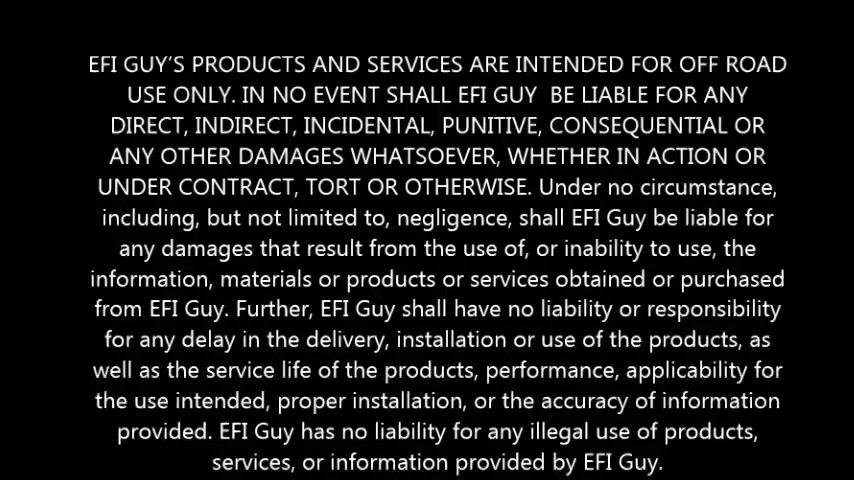 EFI GUY'S PRODUCTS AND SERVICES ARE INTENDED FOR OFF ROAD
USE ONLY. IN NO EVENT SHALL EFI GUY  BE LIABLE FOR ANY
DIRECT, INDIRECT, INCIDENTAL, PUNITIVE, CONSEQUENTIAL OR
ANY OTHER DAMAGES WHATSOEVER, WHETHER IN ACTION OR
UNDER CONTRACT, TORT OR OTHERWISE. Under no circumstance,
including, but not limited to, negligence, shall EFI Guy be liable for
any damages that result from the use of, or inability to use, the
information, materials or products or services obtained or purchased
from EFI Guy. Further, EFI Guy shall have no liability or responsibility
for any delay in the delivery, installation or use of the products, as
well as the service life of the products, performance, applicability for
the use intended, proper installation, or the accuracy of information
provided. EFI Guy has no liability for any illegal use of products,
services, or information provided by EFI Guy.